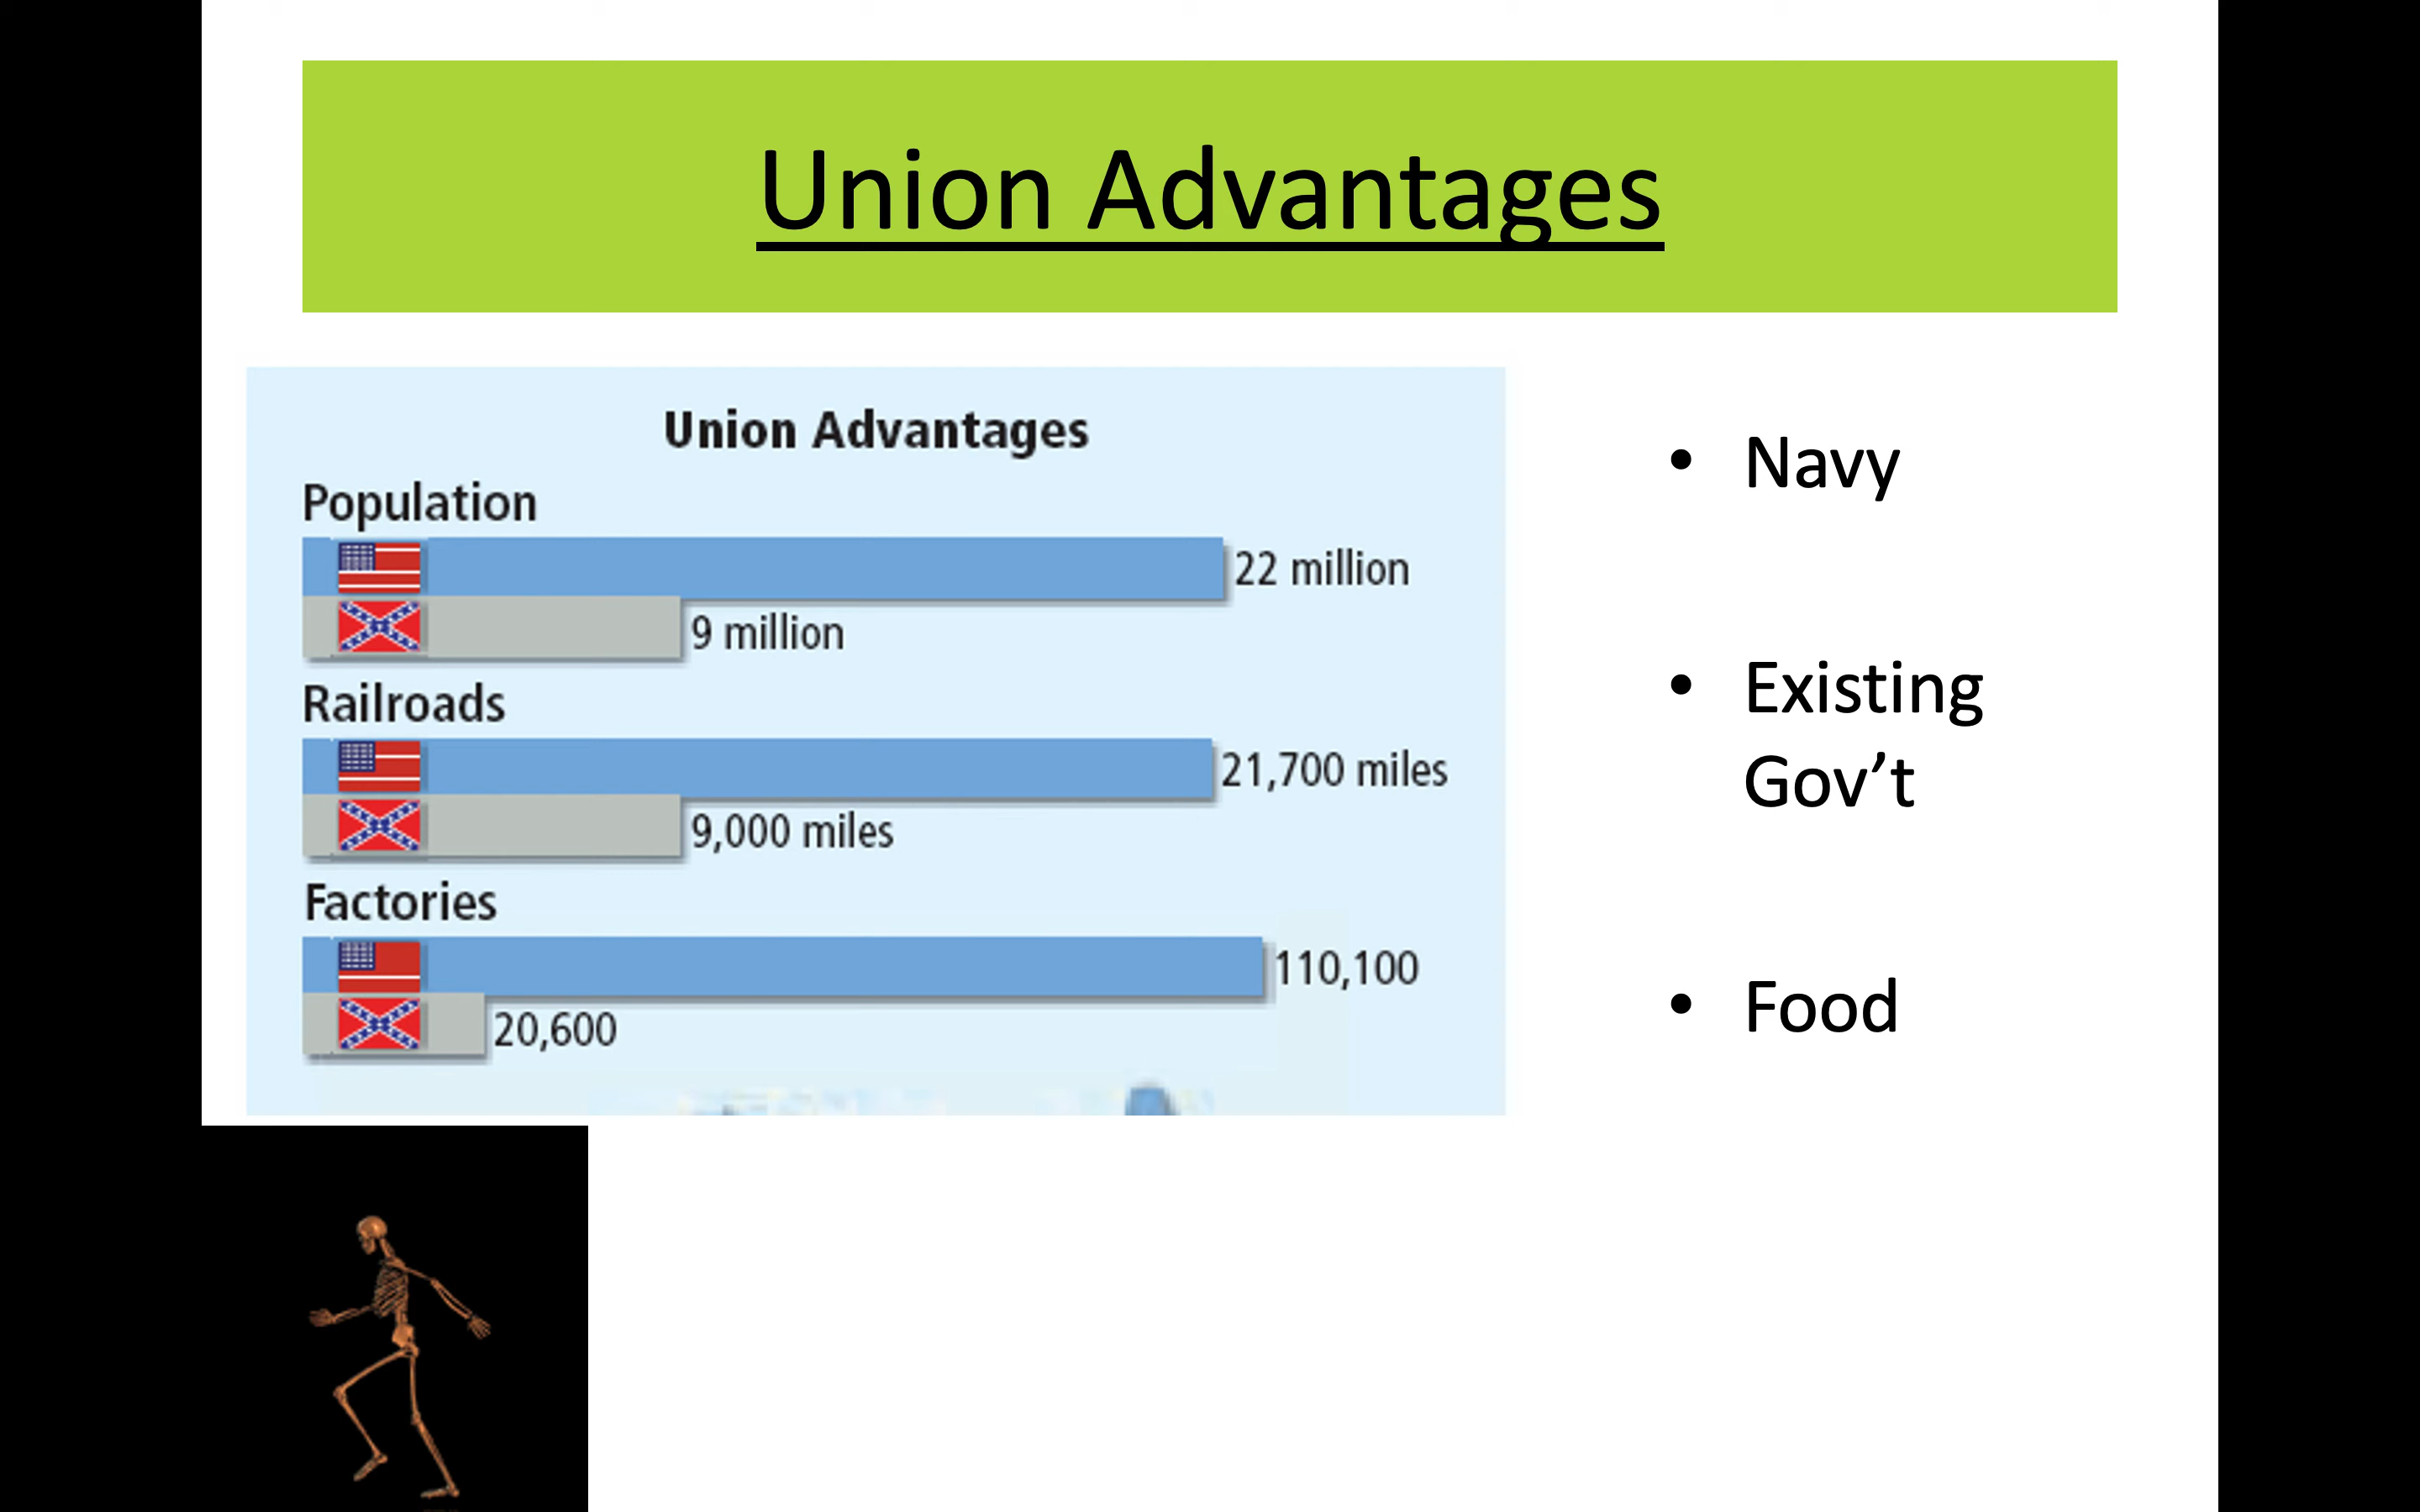 Union Advantages
Union Advantages
Population
22 million
9 million
Railroads
21,700 miles
9,000 miles
Factories
110,100
20,600
• Navy
• Existing
Gov’t
• Food